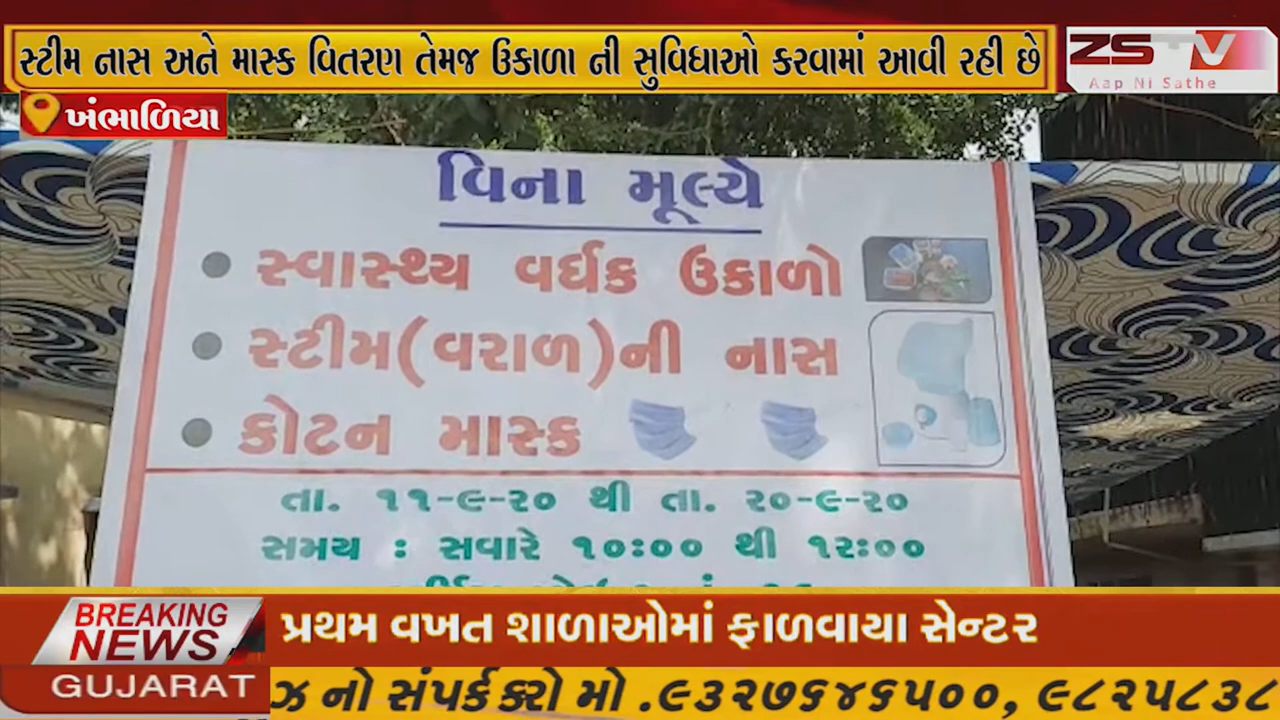 સ્ટીમ નાસ અને માસ્ક વિતરણ તેમજ ઉકાળા ની સુવિધાઓ કરવામાં આવી રહી છે
ZS TV
Aap Ni Sathe
ખંભાળિયા
વિના મૂલ્યે
• સ્વાસ્થ્ય વર્ધક ઉકાળો
• સ્ટીમ(વરાળ)ની નાસ
• કોટન માસ્ક
તા. ૧૧-૯-૨૦ થી તા. ૨૦-૯-૨૦
સમય : સવારે ૧૦:૦૦ થી ૧૨:૦૦
BREAKING NEWS
પ્રથમ વખત શાળાઓમાં ફાળવાયા સેન્ટર
GUJARAT
ઝ નો સંપર્ક કરો મો .૯૩૨૭૬૪૬૫૦૦, ૯૮૨૫૮૩૮